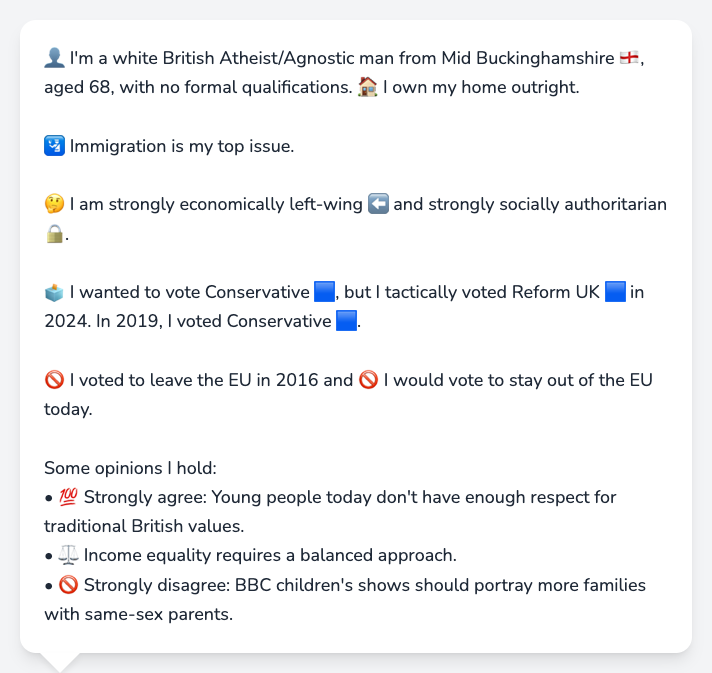 👤 I'm a white British Atheist/Agnostic man from Mid Buckinghamshire 🏴󠁧󠁢󠁥󠁮󠁧󠁿,
aged 68, with no formal qualifications. 🏠 I own my home outright.
🛂 Immigration is my top issue.
🤔 I am strongly economically left-wing ⬅️ and strongly socially authoritarian
🔒.
🗳️ I wanted to vote Conservative 🟦, but I tactically voted Reform UK 🟦 in
2024. In 2019, I voted Conservative 🟦.
🚫 I voted to leave the EU in 2016 and 🚫 I would vote to stay out of the EU
today.
Some opinions I hold:
• 💯 Strongly agree: Young people today don't have enough respect for
traditional British values.
• ⚖️ Income equality requires a balanced approach.
• 🚫 Strongly disagree: BBC children's shows should portray more families
with same-sex parents.